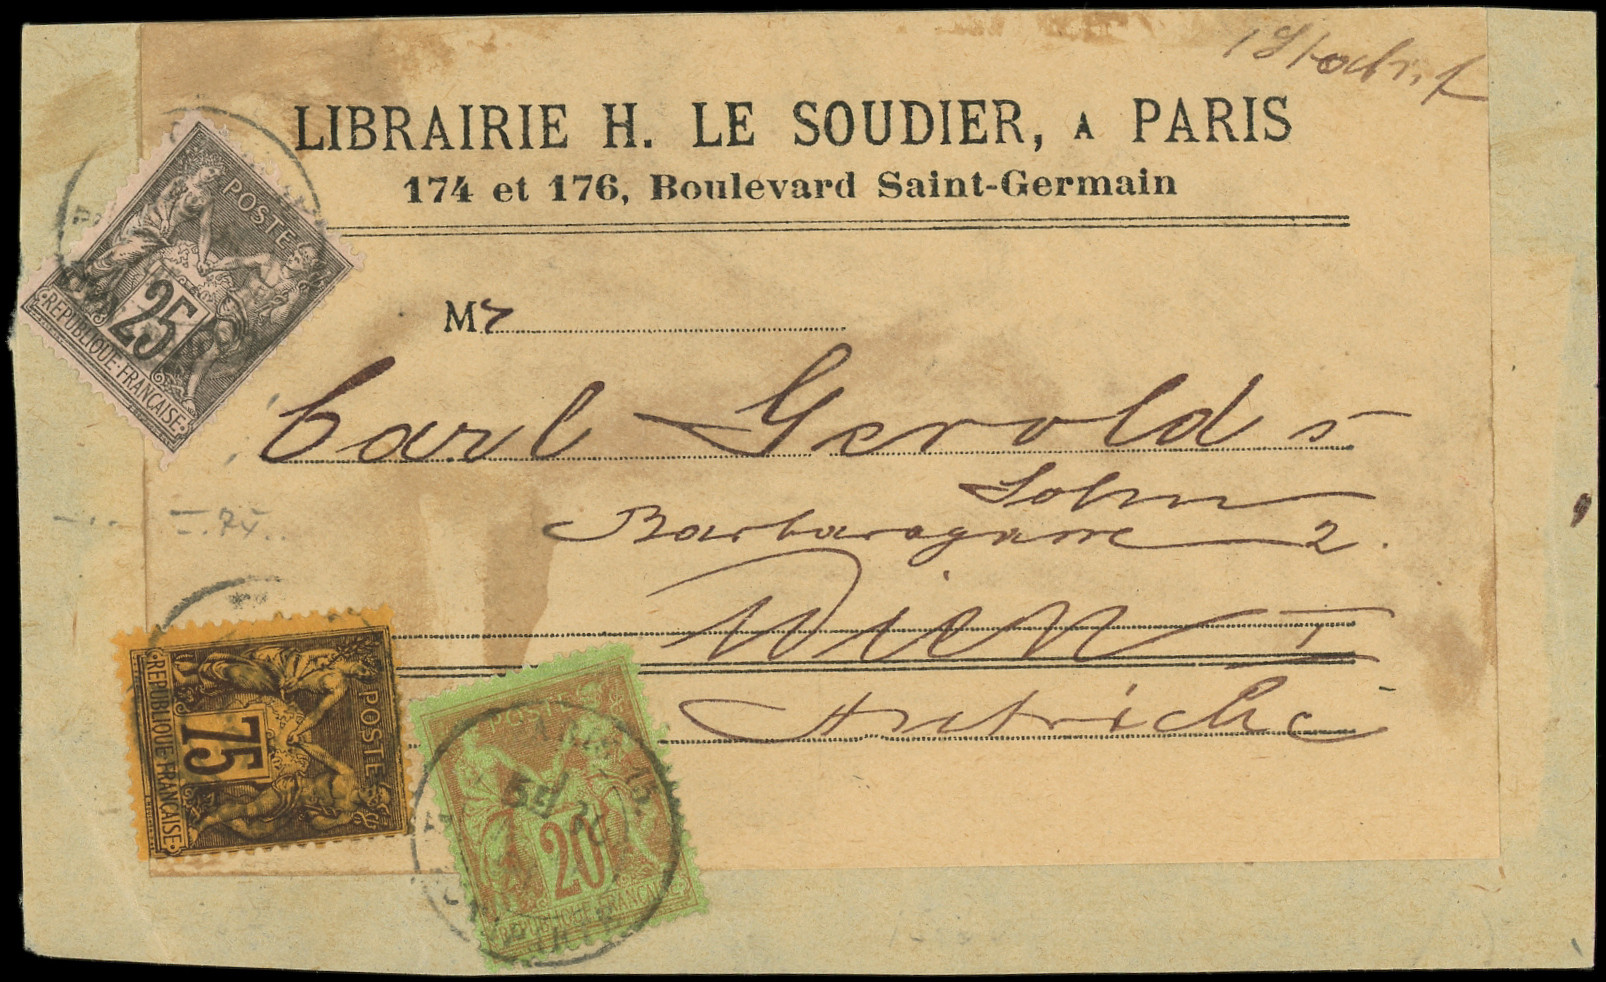 LIBRAIRIE H. LE SOUDIER, A PARIS
174 et 176, Boulevard Saint-Germain
Mr
Carl Gerold's
Sohn
Barbaragasse 2.
Wien I
Autriche
POSTE
25
REPUBLIQUE·FRANÇAISE
POSTE
75
REPUBLIQUE·FRANÇAISE
POSTE
20
REPUBLIQUE·FRANÇAISE